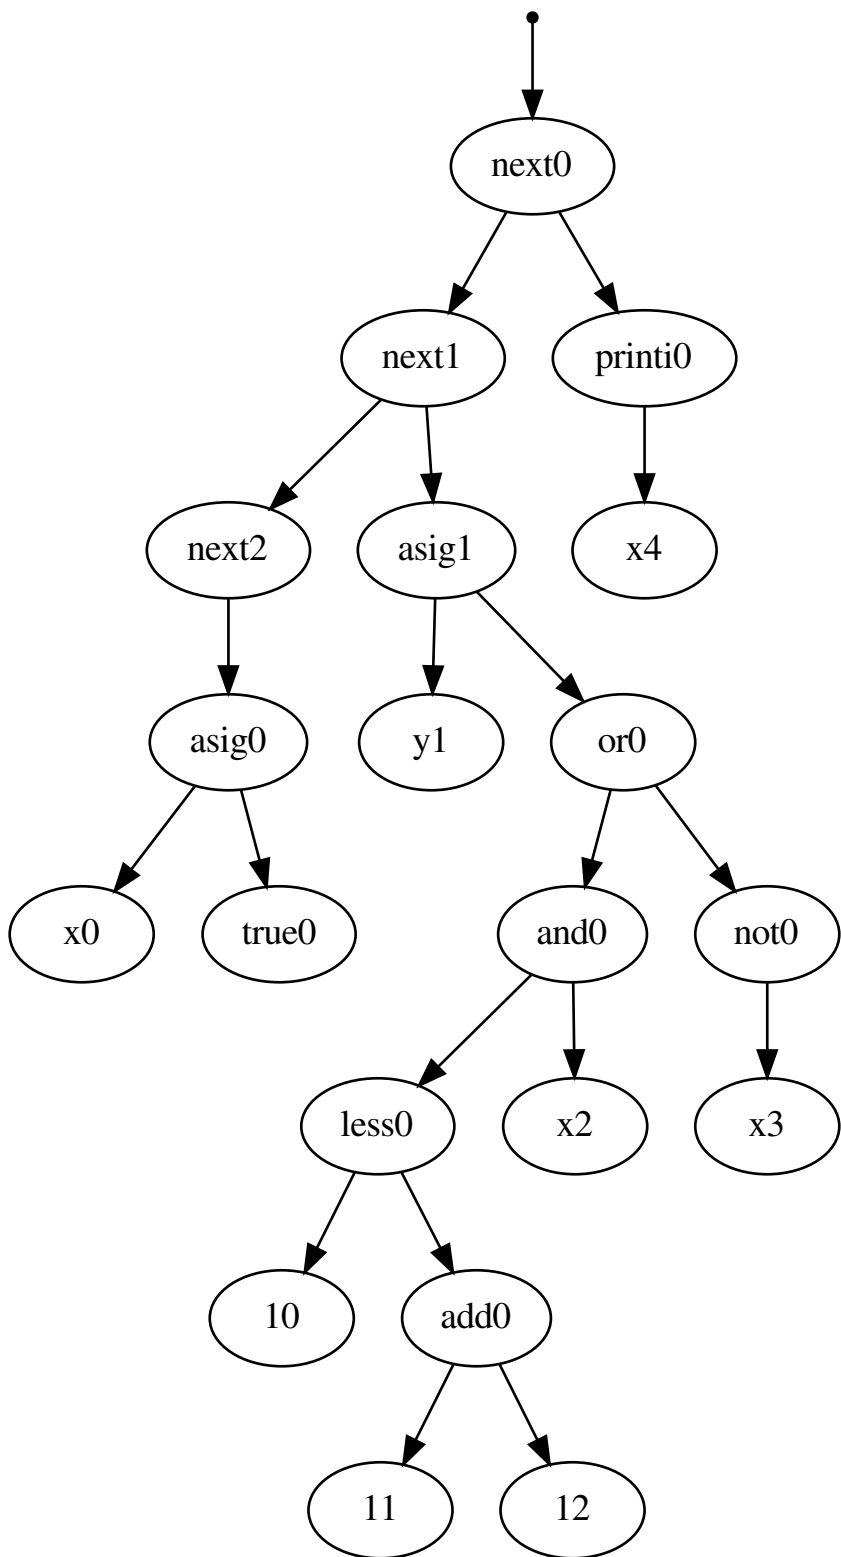 next0
next1
printi0
next2
asig1
x4
asig0
y1
or0
x0
true0
and0
not0
less0
x2
x3
10
add0
11
12